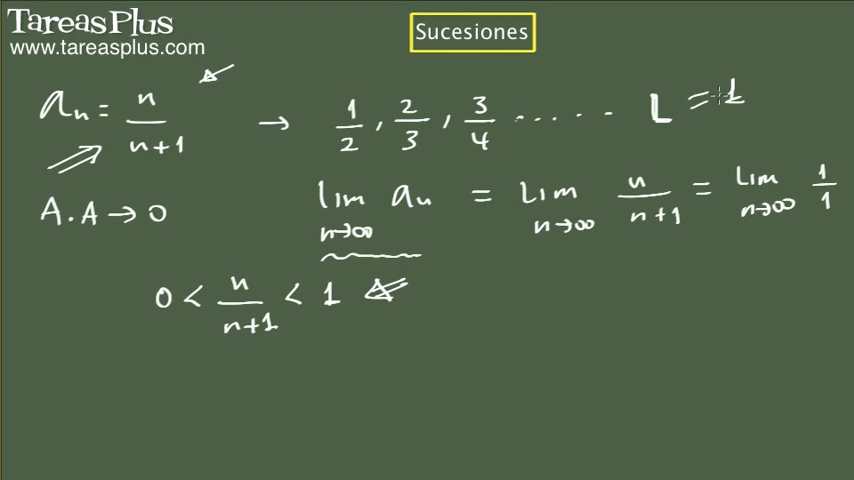 TareasPlus
www.tareasplus.com
Sucesiones
aₙ = n/(n+1) → 1/2, 2/3, 3/4 ...... L = 1
A.A → 0
lim n→∞ aₙ = Lim n→∞ n/(n+1) = Lim n→∞ 1/1
0 < n/(n+1) < 1